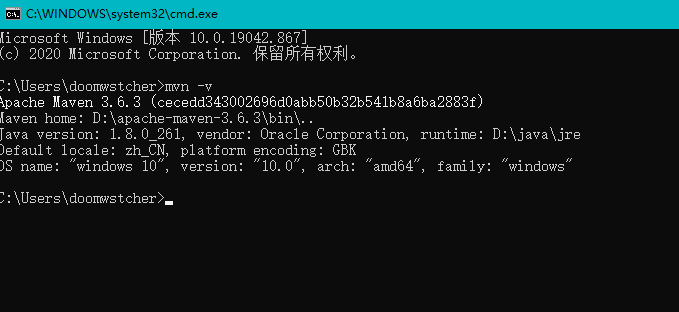 C:\WINDOWS\system32\cmd.exe
Microsoft Windows [版本 10.0.19042.867]
(c) 2020 Microsoft Corporation. 保留所有权利。
C:\Users\doomwstcher>mvn -v
Apache Maven 3.6.3 (cecedd343002696d0abb50b32b541b8a6ba2883f)
Maven home: D:\apache-maven-3.6.3\bin\..
Java version: 1.8.0_261, vendor: Oracle Corporation, runtime: D:\java\jre
Default locale: zh_CN, platform encoding: GBK
OS name: "windows 10", version: "10.0", arch: "amd64", family: "windows"
C:\Users\doomwstcher>